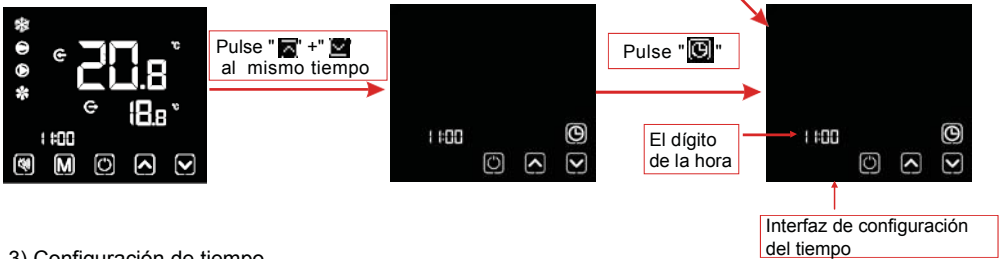 20.8 °C
18.8 °C
11:00
M
Pulse " " + "
al mismo tiempo
11:00
Pulse " "
El dígito
de la hora
11:00
Interfaz de configuración
del tiempo
3) Configuración de tiempo